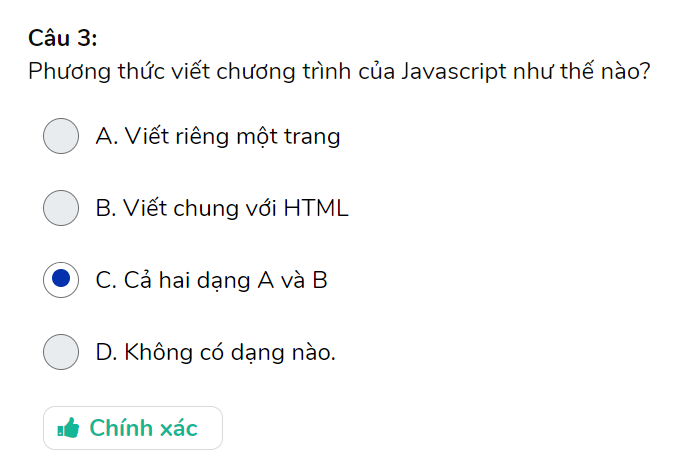 Câu 3:
Phương thức viết chương trình của Javascript như thế nào?
A. Viết riêng một trang
B. Viết chung với HTML
C. Cả hai dạng A và B
D. Không có dạng nào.
Chính xác